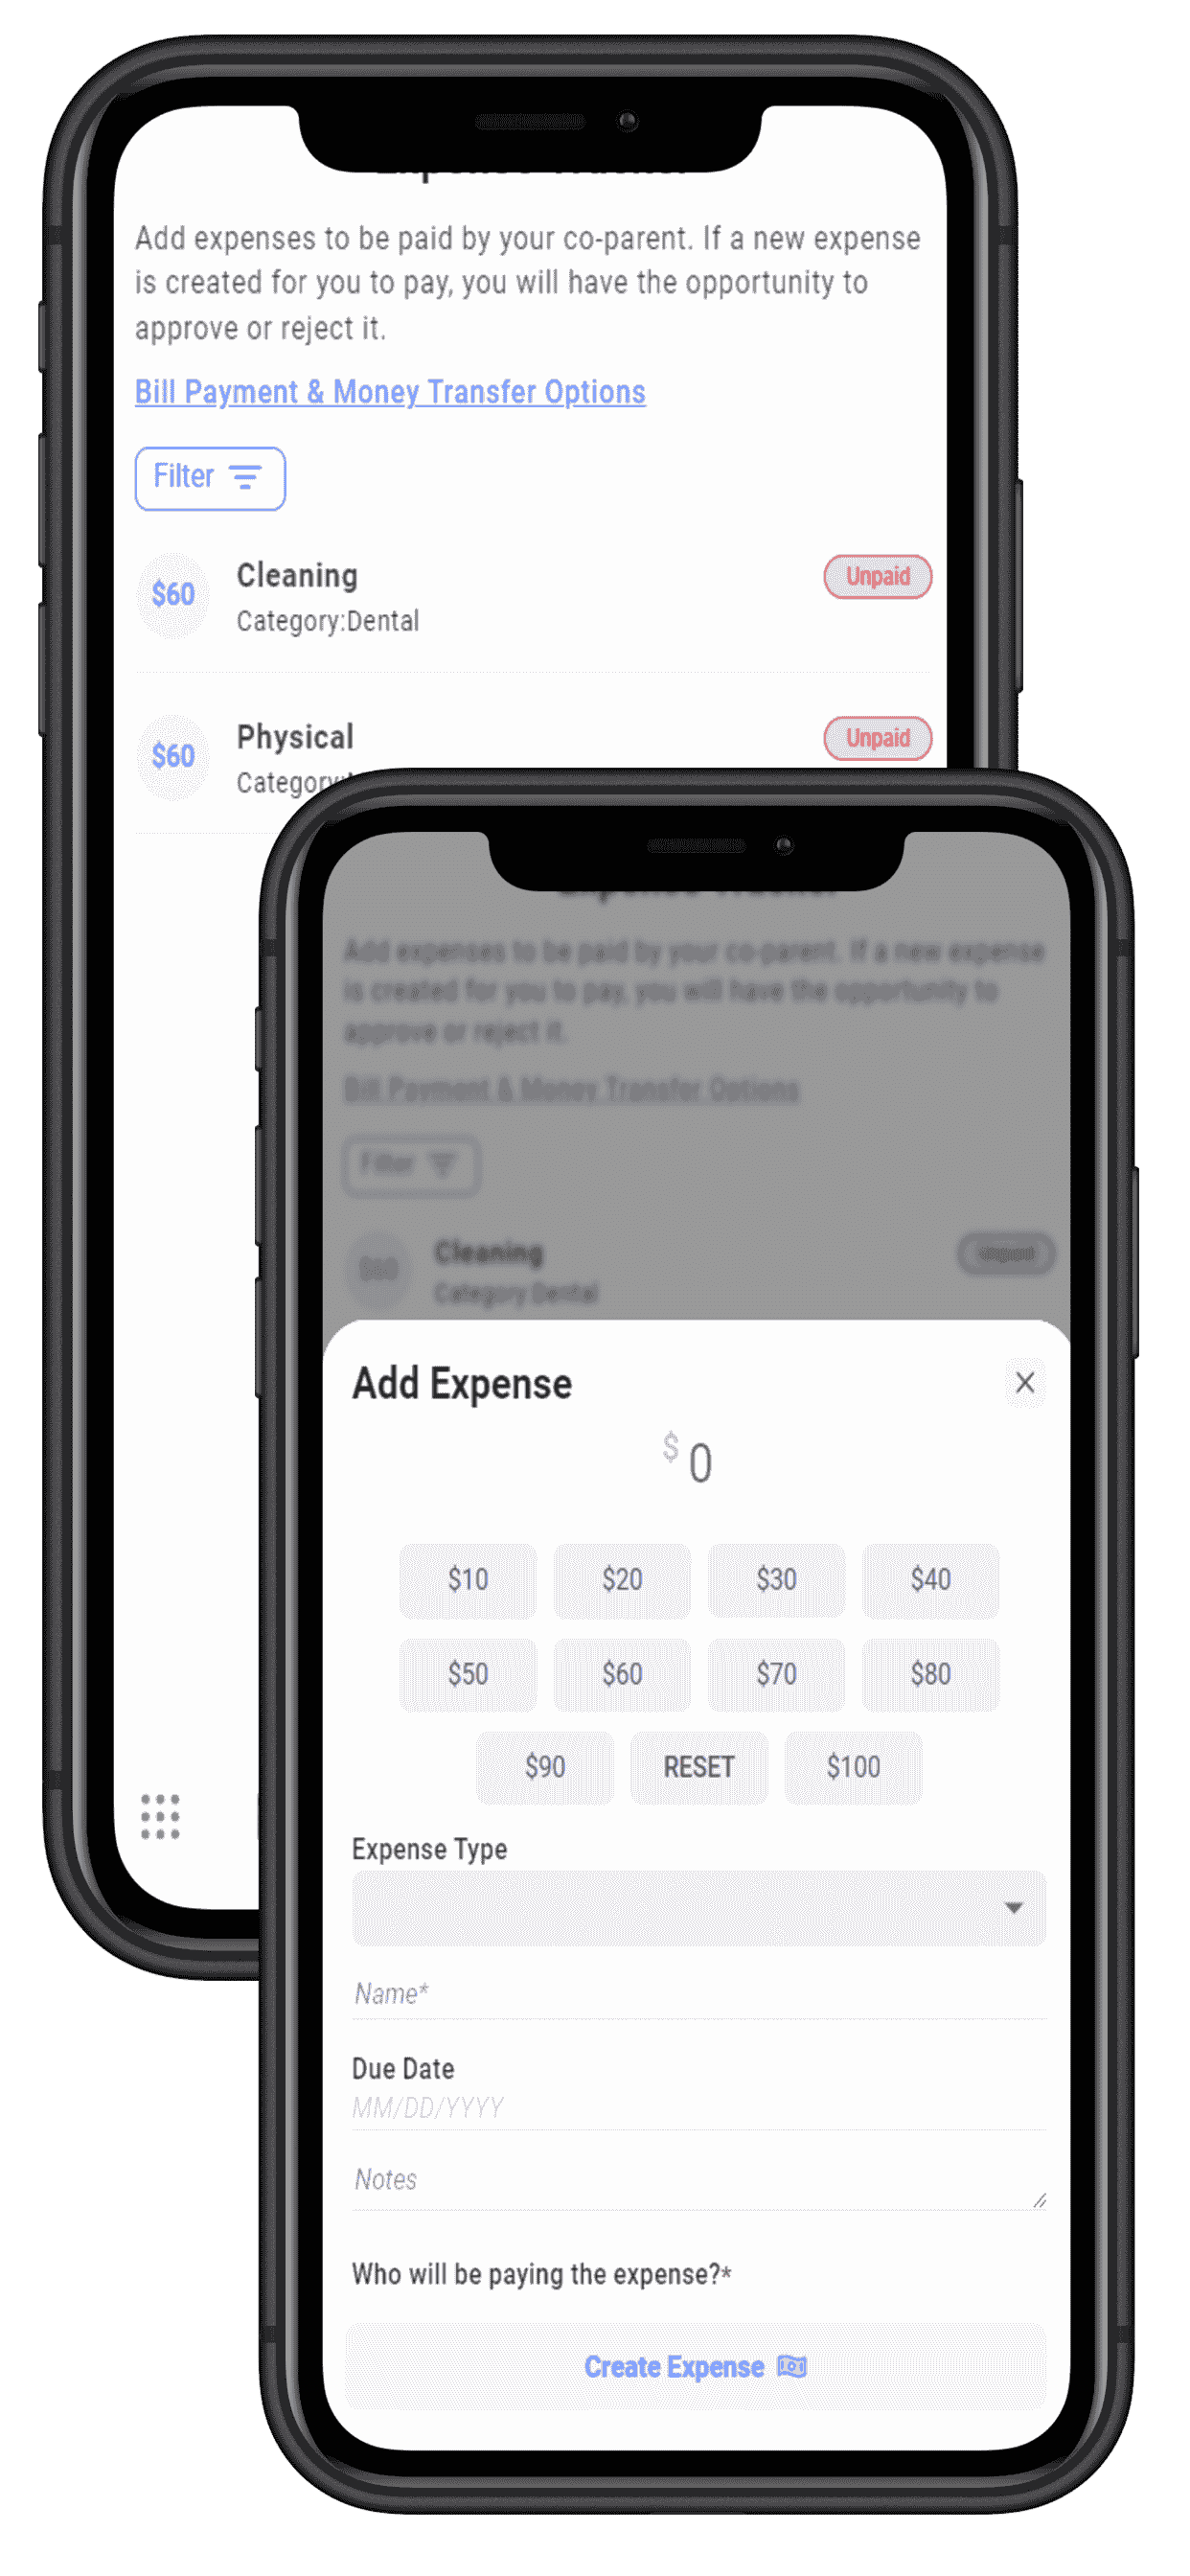 Expense Tracker
Add expenses to be paid by your co-parent. If a new expense
is created for you to pay, you will have the opportunity to
approve or reject it.
Bill Payment & Money Transfer Options
Filter
$60
Cleaning
Unpaid
Category:Dental
$60
Physical
Unpaid
Category:
Expense Tracker
Add expenses to be paid by your co-parent. If a new expense
is created for you to pay, you will have the opportunity to
approve or reject it.
Bill Payment & Money Transfer Options
Filter
$60
Cleaning
Unpaid
Category:Dental
Add Expense
$ 0
$10 $20 $30 $40
$50 $60 $70 $80
$90 RESET $100
Expense Type
Name*
Due Date
MM/DD/YYYY
Notes
Who will be paying the expense?*
Create Expense